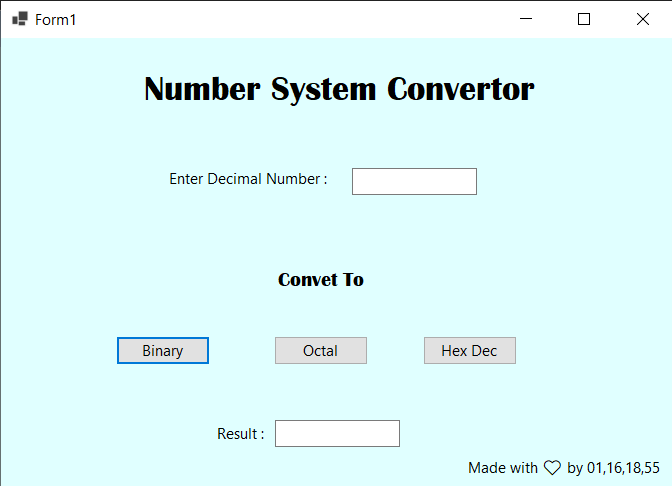 Form1
Number System Convertor
Enter Decimal Number :
Convet To
Binary Octal Hex Dec
Result :
Made with ♡ by 01,16,18,55